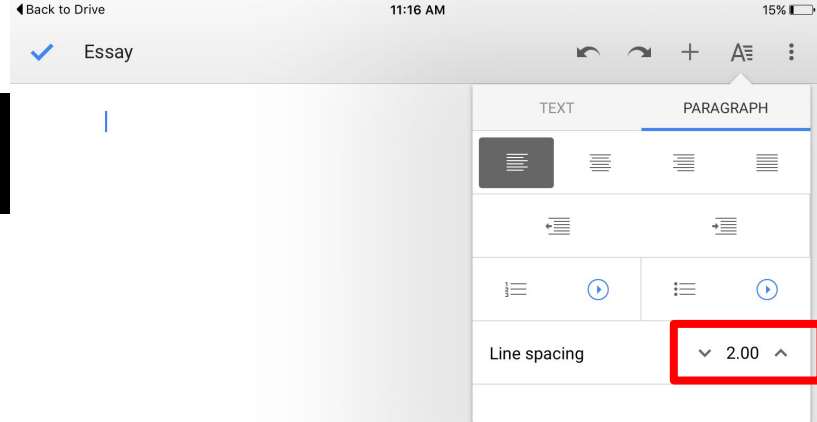 Back to Drive 11:16 AM 15%
Essay
TEXT PARAGRAPH
Line spacing 2.00